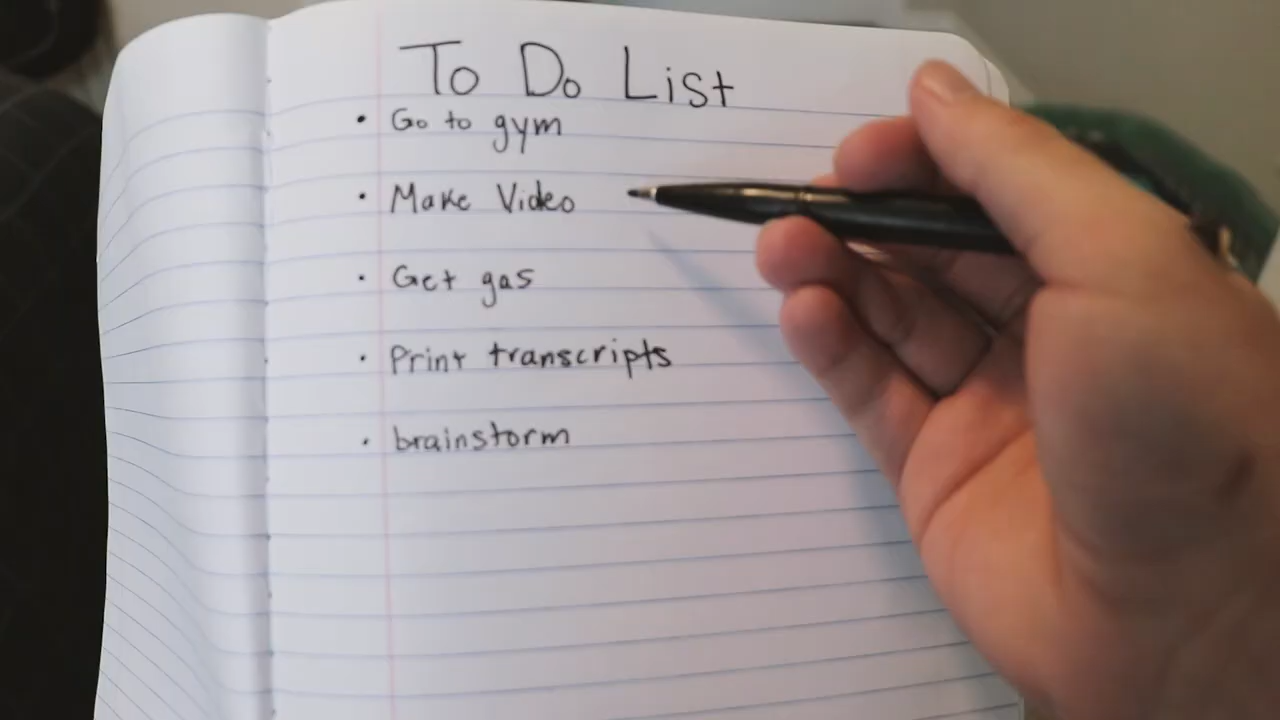 To Do List
• Go to gym
• Make Video
• Get gas
• Print transcripts
• brainstorm